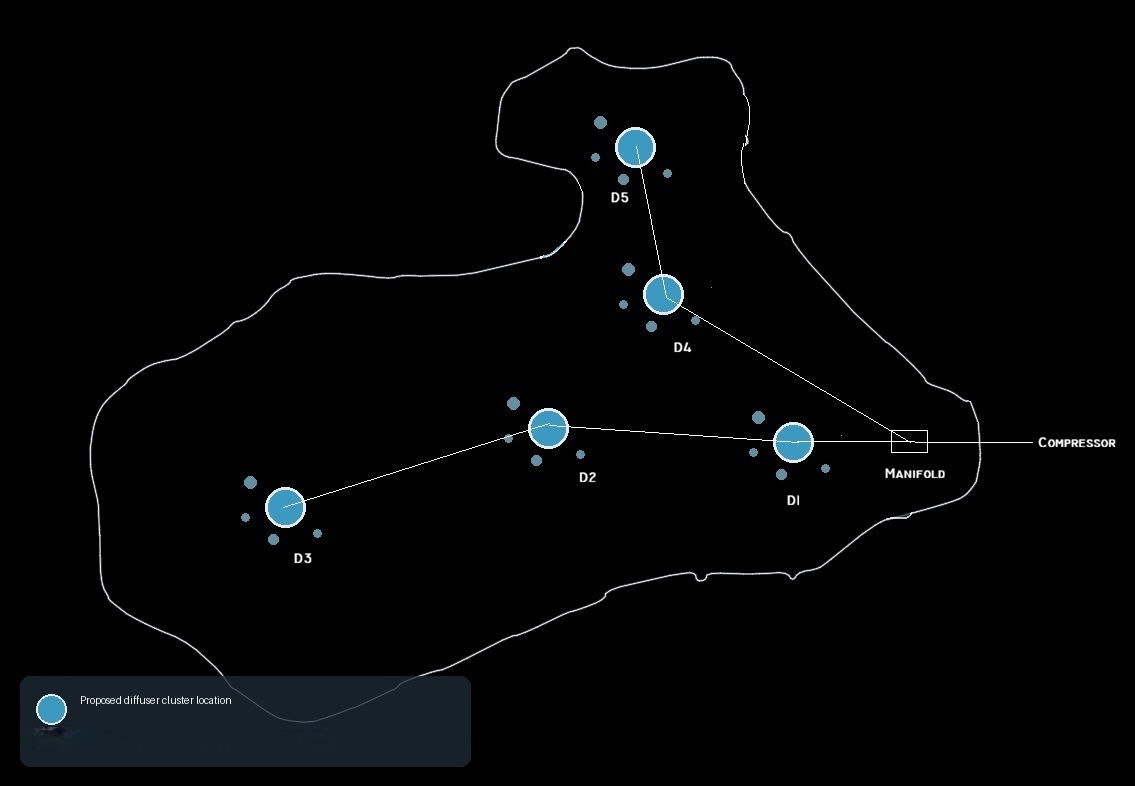 D5
D4
Compressor
Manifold
D2
D1
D3
Proposed diffuser cluster location